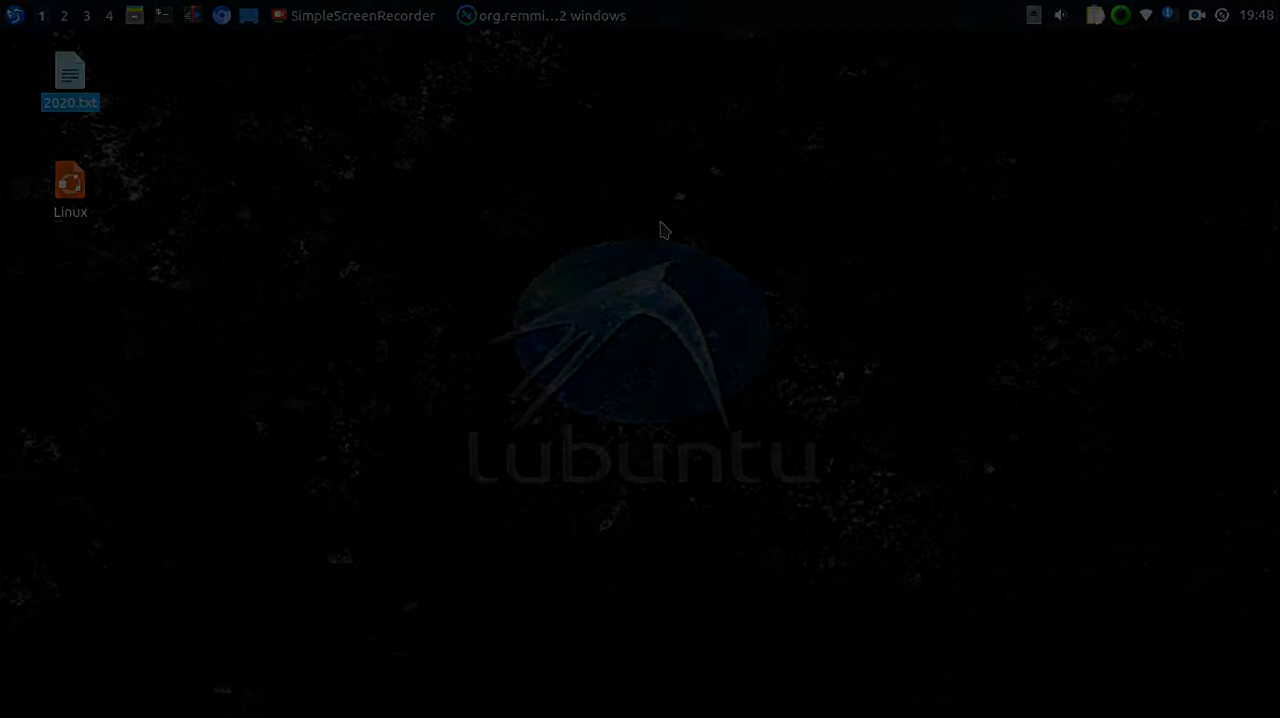 1 2 3 4 SimpleScreenRecorder org.remmi...2 windows 19:48
2020.txt
Linux
lubuntu